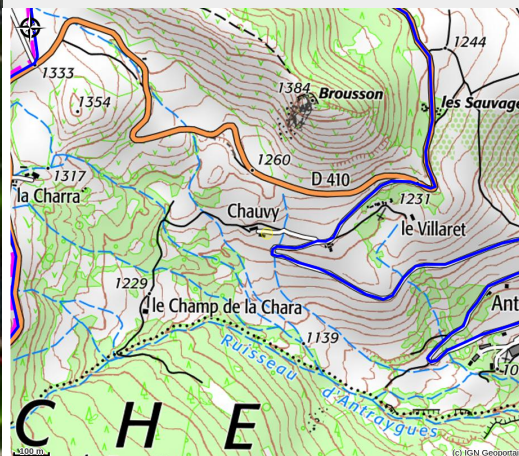 1244
1333
1384 Brousson
1354
les Sauvage
1260
D 410
1317
la Charra
1231
Chauvy
le Villaret
1229
le Champ de la Chara
Ant
1139
Ruisseau d'Antraygues
C H E
100 m
(c) IGN Geoportai